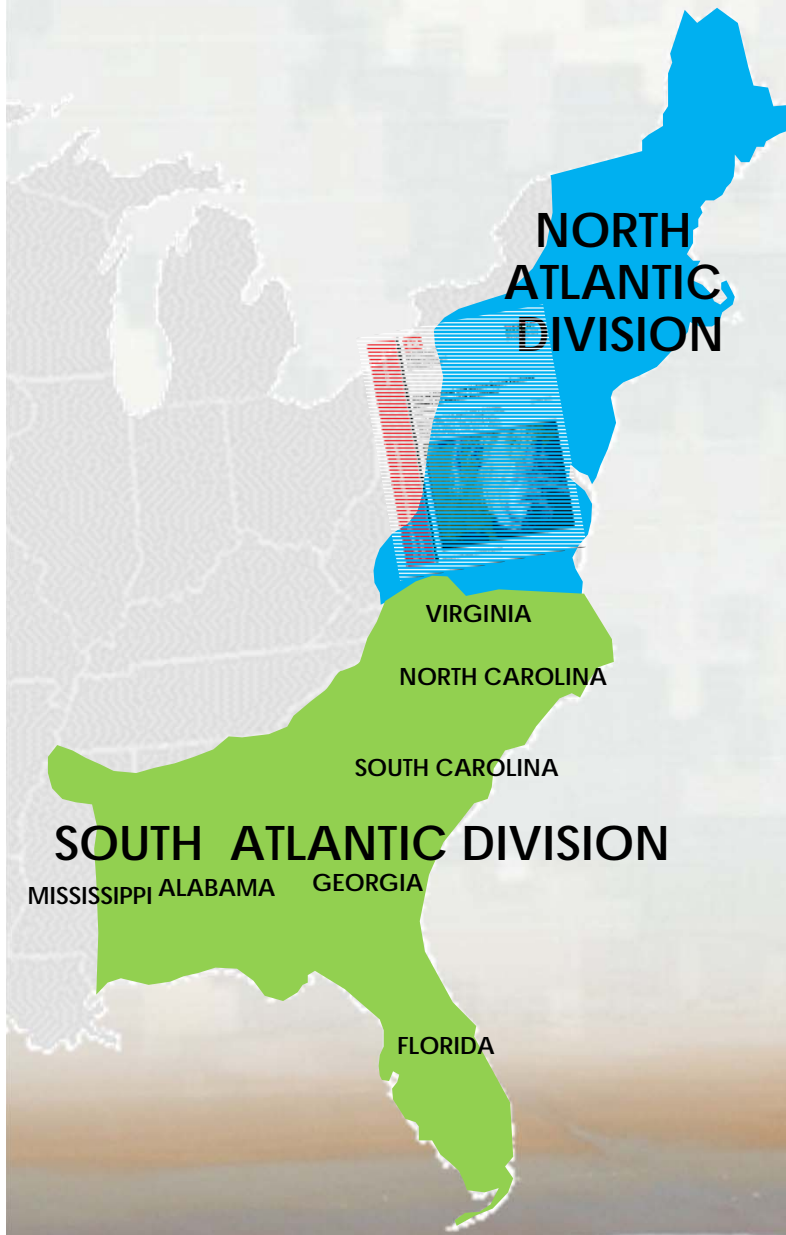 NORTH
ATLANTIC
DIVISION
VIRGINIA
NORTH CAROLINA
SOUTH CAROLINA
SOUTH ATLANTIC DIVISION
MISSISSIPPI ALABAMA GEORGIA
FLORIDA